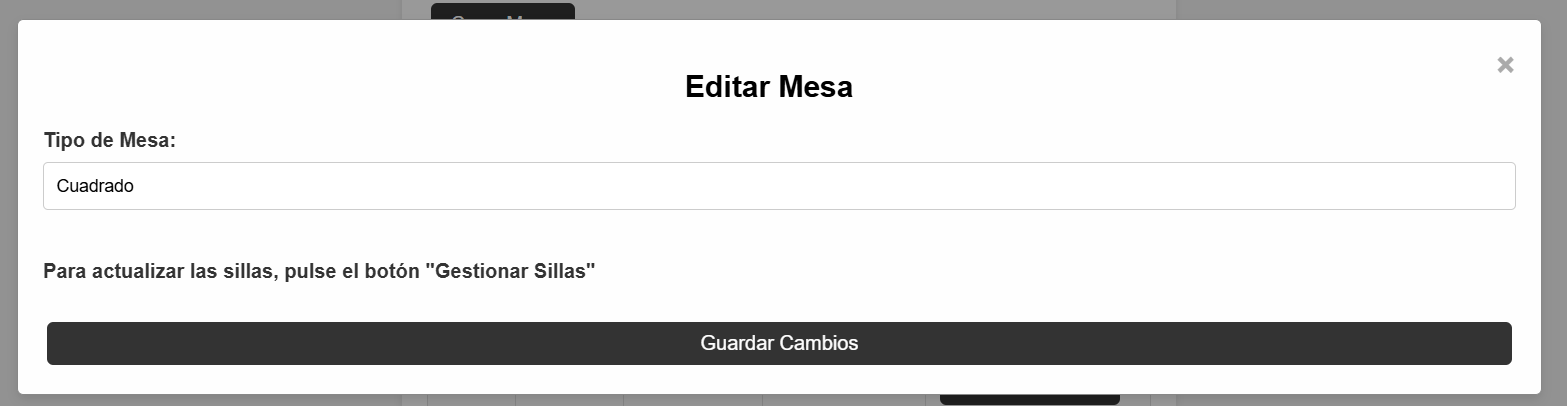 ×
Editar Mesa
Tipo de Mesa:
Cuadrado
Para actualizar las sillas, pulse el botón "Gestionar Sillas"
Guardar Cambios